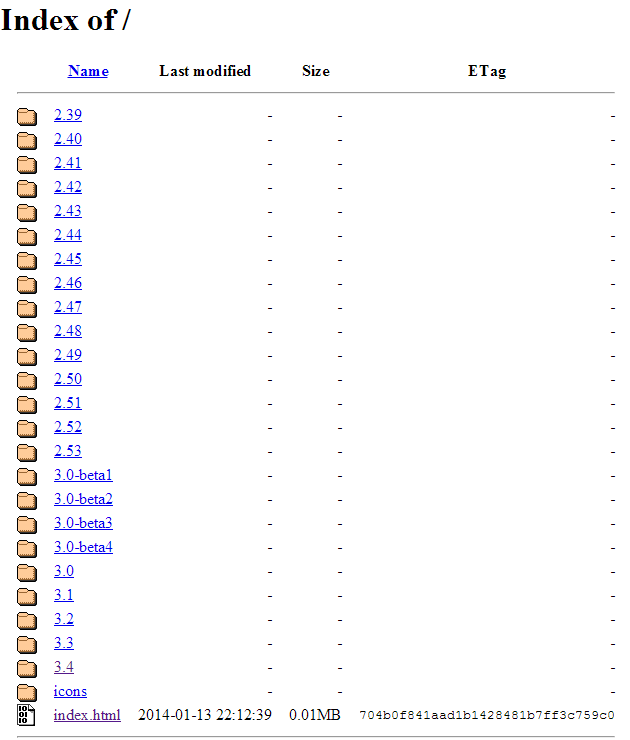 Index of /
Name Last modified Size ETag
2.39 - - -
2.40 - - -
2.41 - - -
2.42 - - -
2.43 - - -
2.44 - - -
2.45 - - -
2.46 - - -
2.47 - - -
2.48 - - -
2.49 - - -
2.50 - - -
2.51 - - -
2.52 - - -
2.53 - - -
3.0-beta1 - - -
3.0-beta2 - - -
3.0-beta3 - - -
3.0-beta4 - - -
3.0 - - -
3.1 - - -
3.2 - - -
3.3 - - -
3.4 - - -
icons - - -
index.html 2014-01-13 22:12:39 0.01MB 704b0f841aad1b1428481b7ff3c759c0